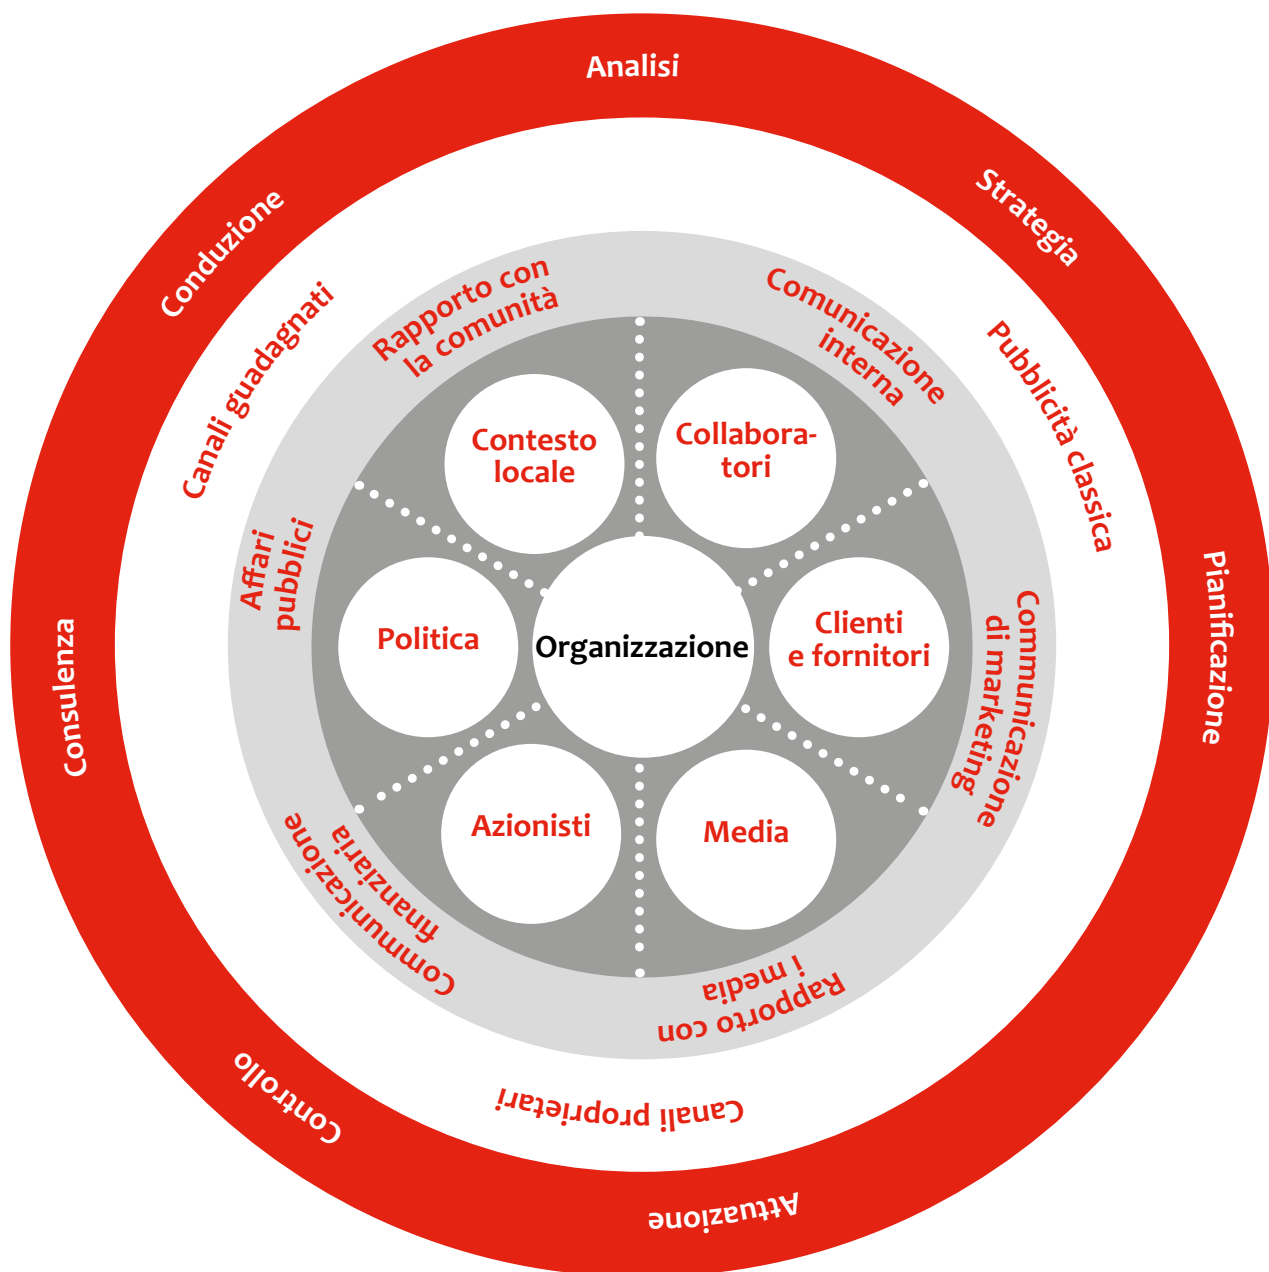 Analisi
Strategia
Pianificazione
Attuazione
Controllo
Consulenza
Conduzione
Canali guadagnati
Pubblicità classica
Canali proprietari
Rapporto con
la comunità
Comunicazione
interna
Communicazione
di marketing
Rapporto con
i media
Communicazione
finanziaria
Affari
pubblici
Contesto
locale
Collabora-
tori
Clienti
e fornitori
Media
Azionisti
Politica
Organizzazione